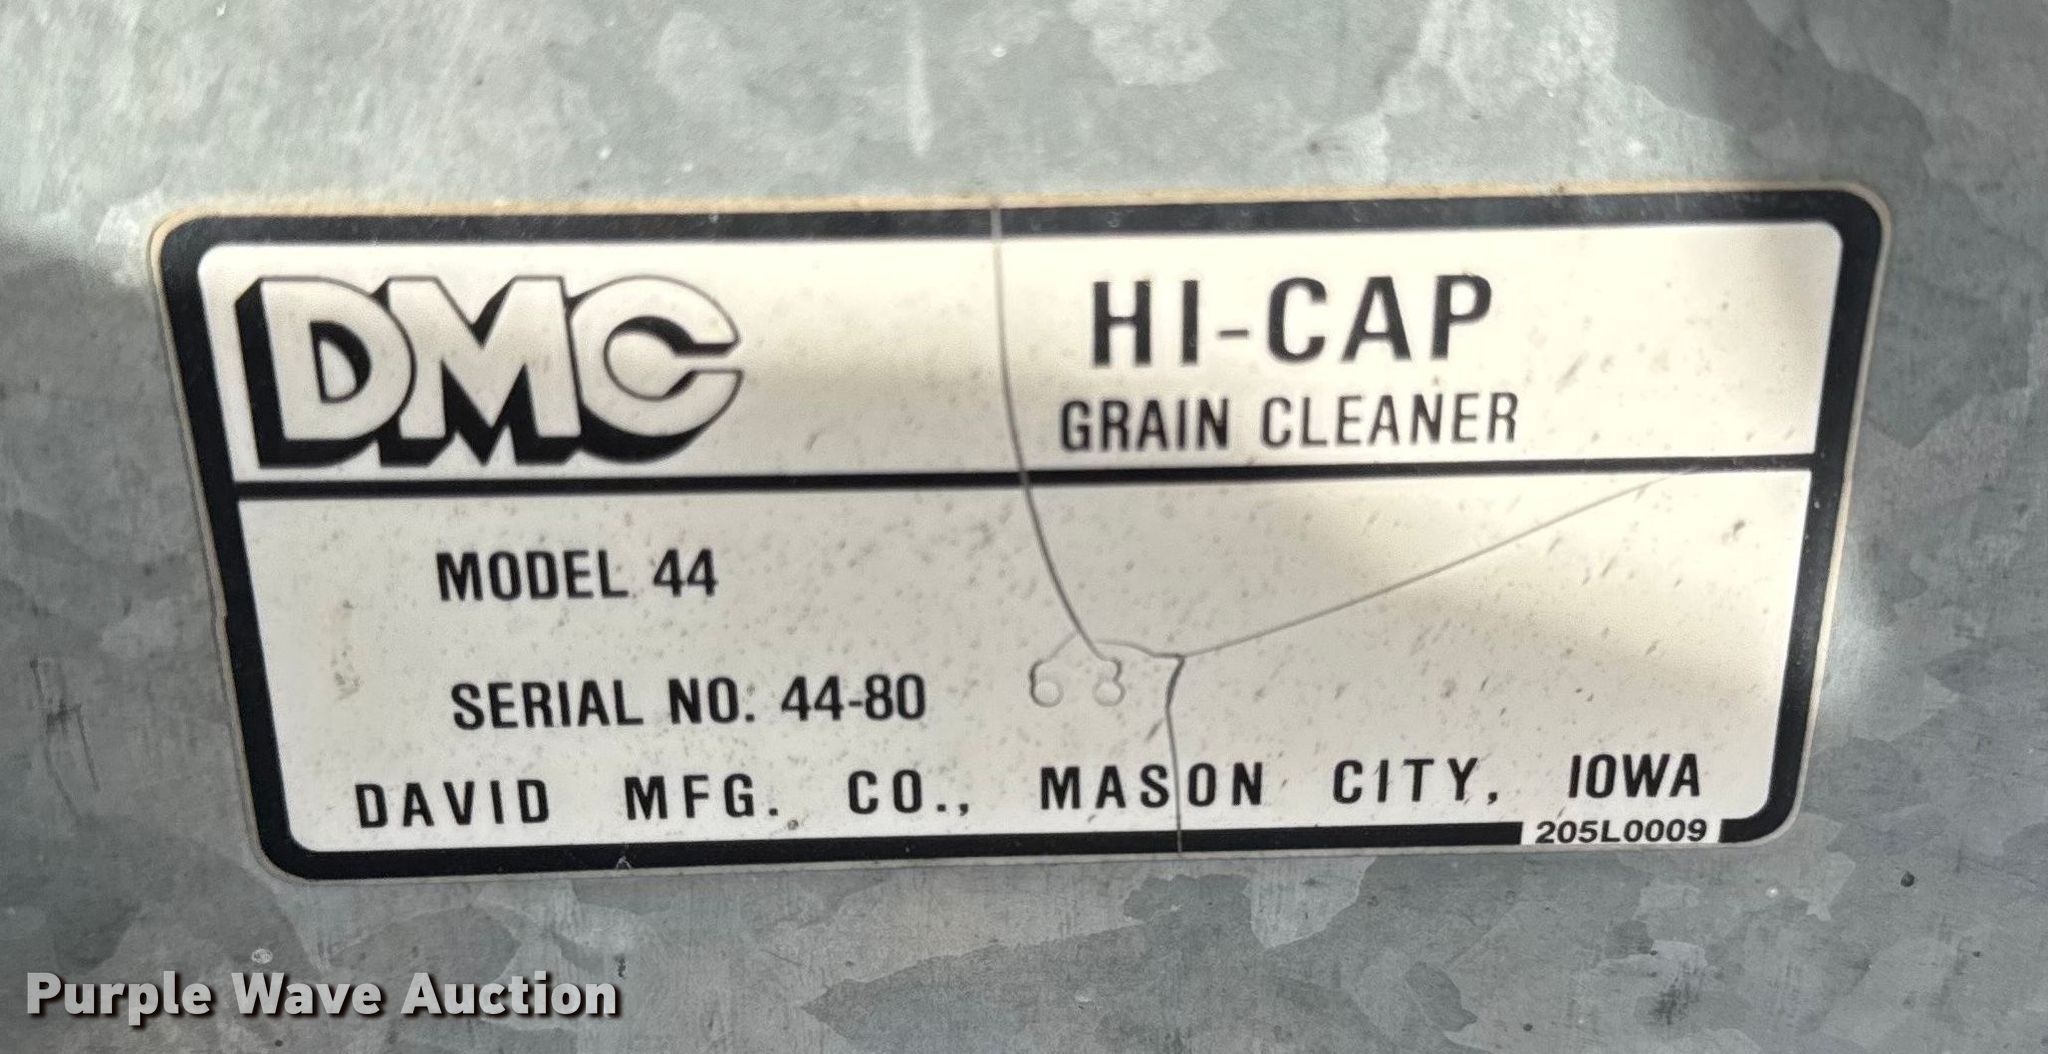 DMC
HI-CAP
GRAIN CLEANER
MODEL 44
SERIAL NO. 44-80
DAVID MFG. CO., MASON CITY, IOWA
205L0009
Purple Wave Auction